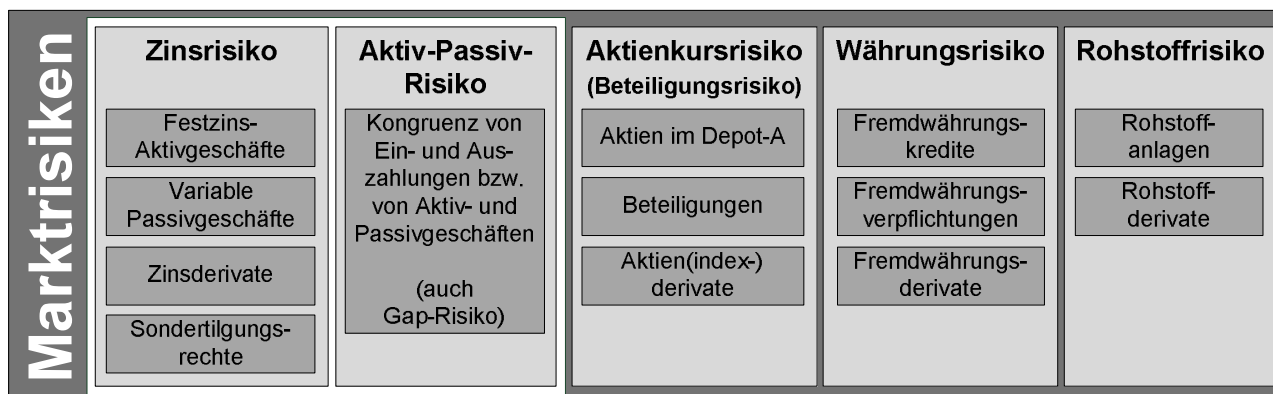 Marktrisiken
Zinsrisiko
Festzins-
Aktivgeschäfte
Variable
Passivgeschäfte
Zinsderivate
Sondertilgungs-
rechte
Aktiv-Passiv-
Risiko
Kongruenz von
Ein- und Aus-
zahlungen bzw.
von Aktiv- und
Passivgeschäften
(auch
Gap-Risiko)
Aktienkursrisiko
(Beteiligungsrisiko)
Aktien im Depot-A
Beteiligungen
Aktien(index-)
derivate
Währungsrisiko
Fremdwährungs-
kredite
Fremdwährungs-
verpflichtungen
Fremdwährungs-
derivate
Rohstoffrisiko
Rohstoff-
anlagen
Rohstoff-
derivate